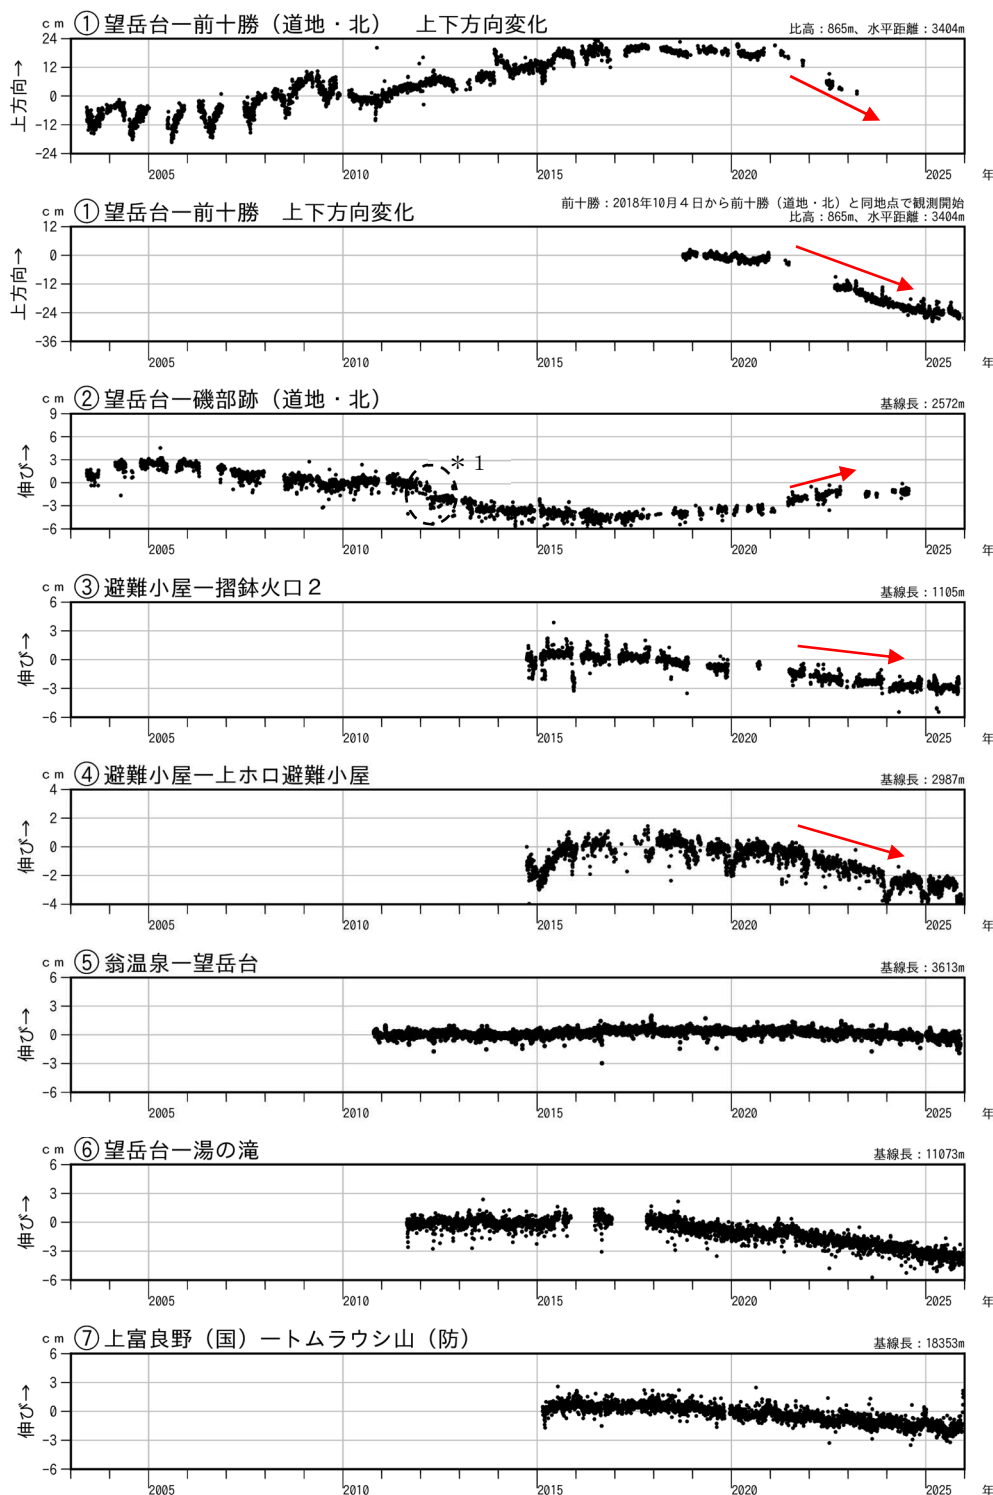 cm ①望岳台ー前十勝（道地・北）　上下方向変化
比高：865m、水平距離：3404m
24
12
0
-12
-24
上方向→
2005 2010 2015 2020 2025 年
cm ①望岳台ー前十勝　上下方向変化
前十勝：2018年10月４日から前十勝（道地・北）と同地点で観測開始
比高：865m、水平距離：3404m
12
0
-12
-24
-36
上方向→
2005 2010 2015 2020 2025 年
cm ②望岳台ー磯部跡（道地・北）
基線長：2572m
9
6
3
0
-3
-6
伸び→
＊1
2005 2010 2015 2020 2025 年
cm ③避難小屋ー摺鉢火口２
基線長：1105m
6
3
0
-3
-6
伸び→
2005 2010 2015 2020 2025 年
cm ④避難小屋ー上ホロ避難小屋
基線長：2987m
4
2
0
-2
-4
伸び→
2005 2010 2015 2020 2025 年
cm ⑤翁温泉ー望岳台
基線長：3613m
6
3
0
-3
-6
伸び→
2005 2010 2015 2020 2025 年
cm ⑥望岳台ー湯の滝
基線長：11073m
6
3
0
-3
-6
伸び→
2005 2010 2015 2020 2025 年
cm ⑦上富良野（国）ートムラウシ山（防）
基線長：18353m
6
3
0
-3
-6
伸び→
2005 2010 2015 2020 2025 年